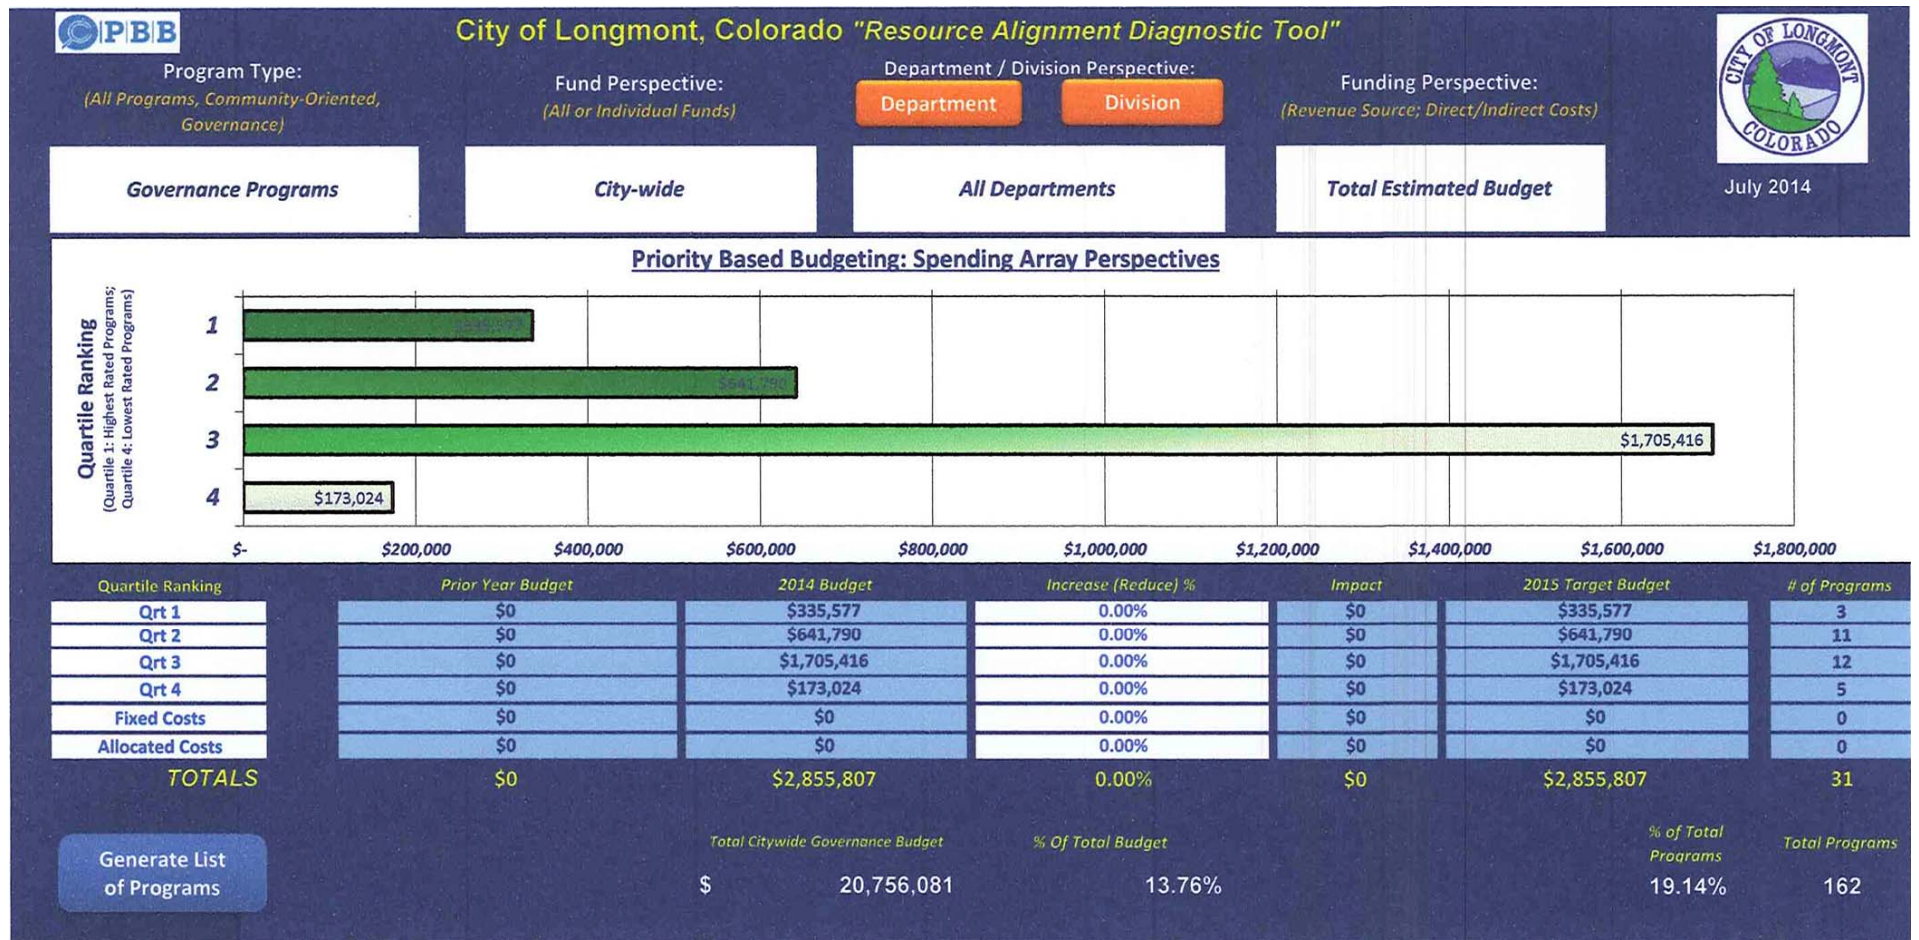 PBB
City of Longmont, Colorado "Resource Alignment Diagnostic Tool"
CITY OF LONGMONT
COLORADO
July 2014
Program Type:
(All Programs, Community-Oriented,
Governance)
Fund Perspective:
(All or Individual Funds)
Department / Division Perspective:
Department Division
Funding Perspective:
(Revenue Source; Direct/Indirect Costs)
Governance Programs City-wide All Departments Total Estimated Budget
Priority Based Budgeting: Spending Array Perspectives
Quartile Ranking
(Quartile 1: Highest Rated Programs;
Quartile 4: Lowest Rated Programs)
1
2 $641,790
3 $1,705,416
4 $173,024
$- $200,000 $400,000 $600,000 $800,000 $1,000,000 $1,200,000 $1,400,000 $1,600,000 $1,800,000
Quartile Ranking Prior Year Budget 2014 Budget Increase (Reduce) % Impact 2015 Target Budget # of Programs
Qrt 1 $0 $335,577 0.00% $0 $335,577 3
Qrt 2 $0 $641,790 0.00% $0 $641,790 11
Qrt 3 $0 $1,705,416 0.00% $0 $1,705,416 12
Qrt 4 $0 $173,024 0.00% $0 $173,024 5
Fixed Costs $0 $0 0.00% $0 $0 0
Allocated Costs $0 $0 0.00% $0 $0 0
TOTALS $0 $2,855,807 0.00% $0 $2,855,807 31
Generate List
of Programs
Total Citywide Governance Budget % Of Total Budget
$ 20,756,081 13.76%
% of Total
Programs
Total Programs
19.14% 162